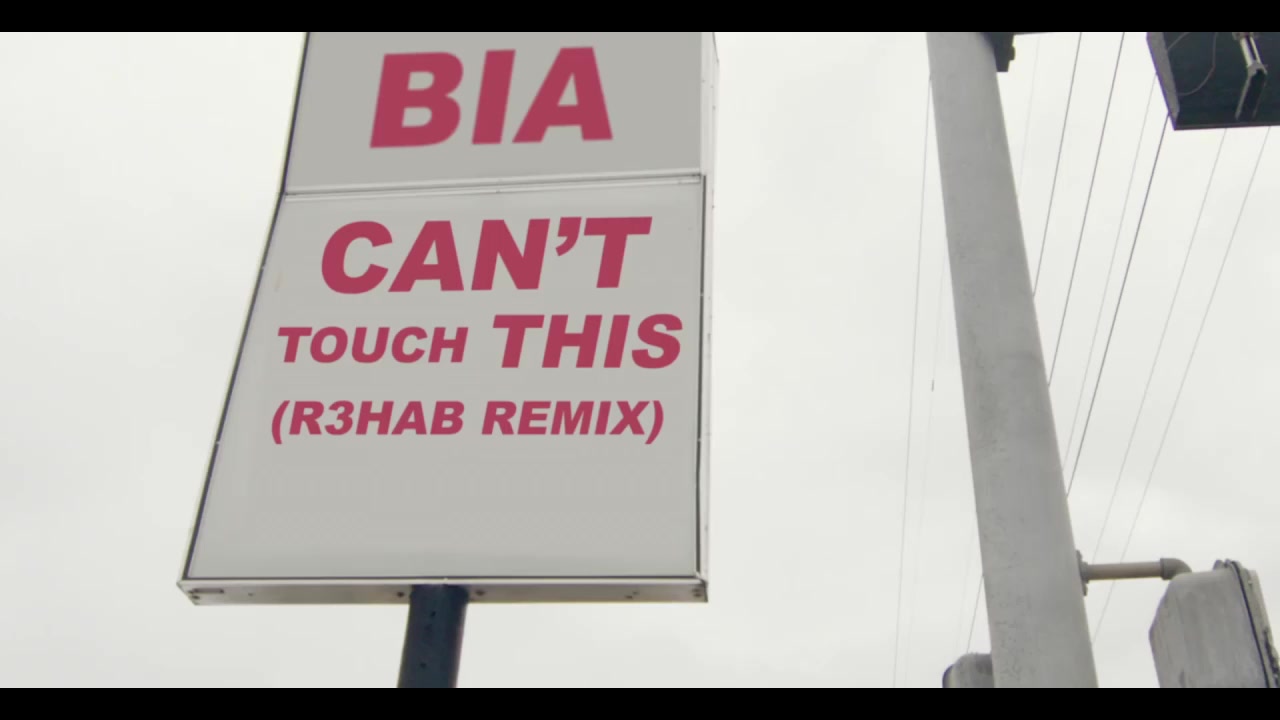 BIA
CAN'T
TOUCH THIS
(R3HAB REMIX)